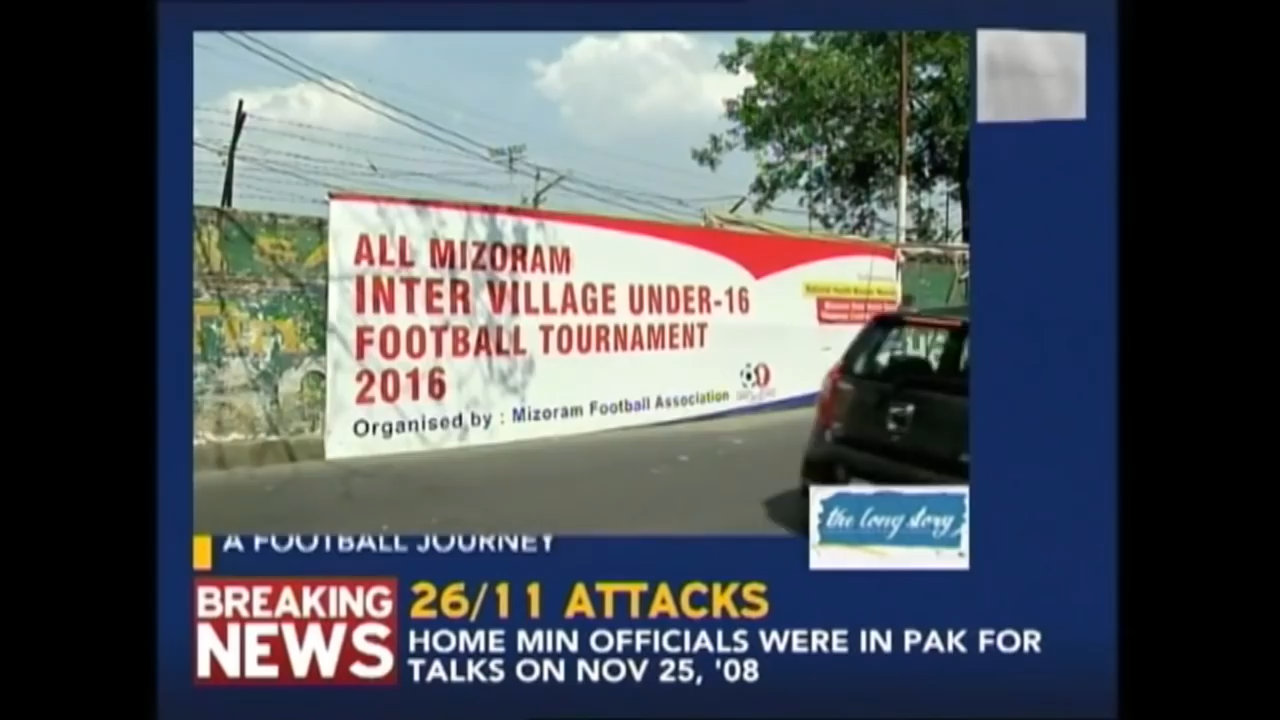 ALL MIZORAM
INTER VILLAGE UNDER-16
FOOTBALL TOURNAMENT
2016
Organised by : Mizoram Football Association
the long story
A FOOTBALL JOURNEY
BREAKING
NEWS
26/11 ATTACKS
HOME MIN OFFICIALS WERE IN PAK FOR
TALKS ON NOV 25, '08